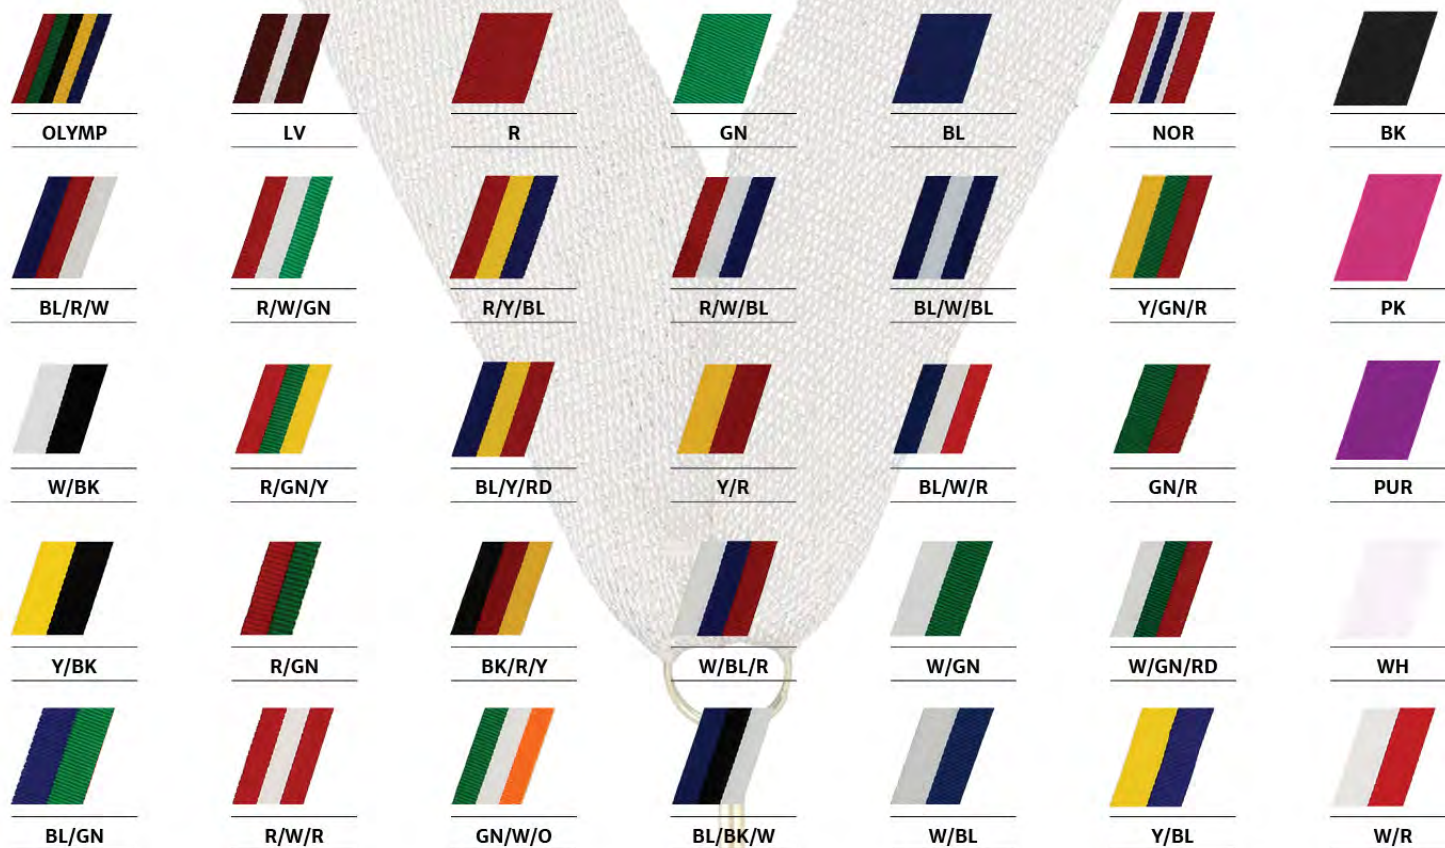 OLYMP LV R GN BL NOR BK
BL/R/W R/W/GN R/Y/BL R/W/BL BL/W/BL Y/GN/R PK
W/BK R/GN/Y BL/Y/RD Y/R BL/W/R GN/R PUR
Y/BK R/GN BK/R/Y W/BL/R W/GN W/GN/RD WH
BL/GN R/W/R GN/W/O BL/BK/W W/BL Y/BL W/R